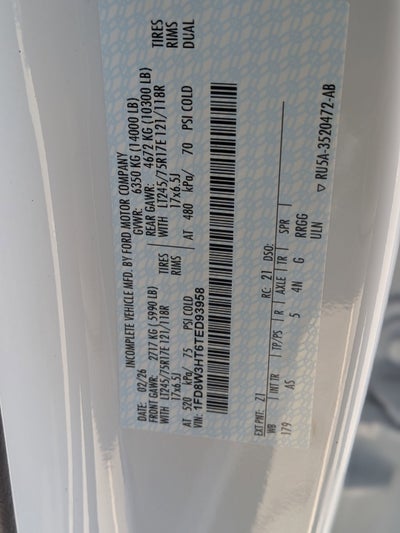 INCOMPLETE VEHICLE MFD. BY FORD MOTOR COMPANY
DATE: 02/26 GVWR: 6350 KG (14000 LB)
FRONT GAWR: 2717 KG (5990 LB) REAR GAWR: 4672 KG (10300 LB)
WITH LT245/75R17E 121/118R TIRES WITH LT245/75R17E 121/118R TIRES
17x6.5J RIMS 17x6.5J RIMS
AT 520 kPa/ 75 PSI COLD AT 480 kPa/ 70 PSI COLD DUAL
VIN: 1FD8W3HT6TED93958
EXT PNT: Z1 RC: 21 DSO:
WB INT TR TP/PS R AXLE TR SPR
179 AS 5 4N G RRGG
ULN
▽ RU5A-3520472-AB